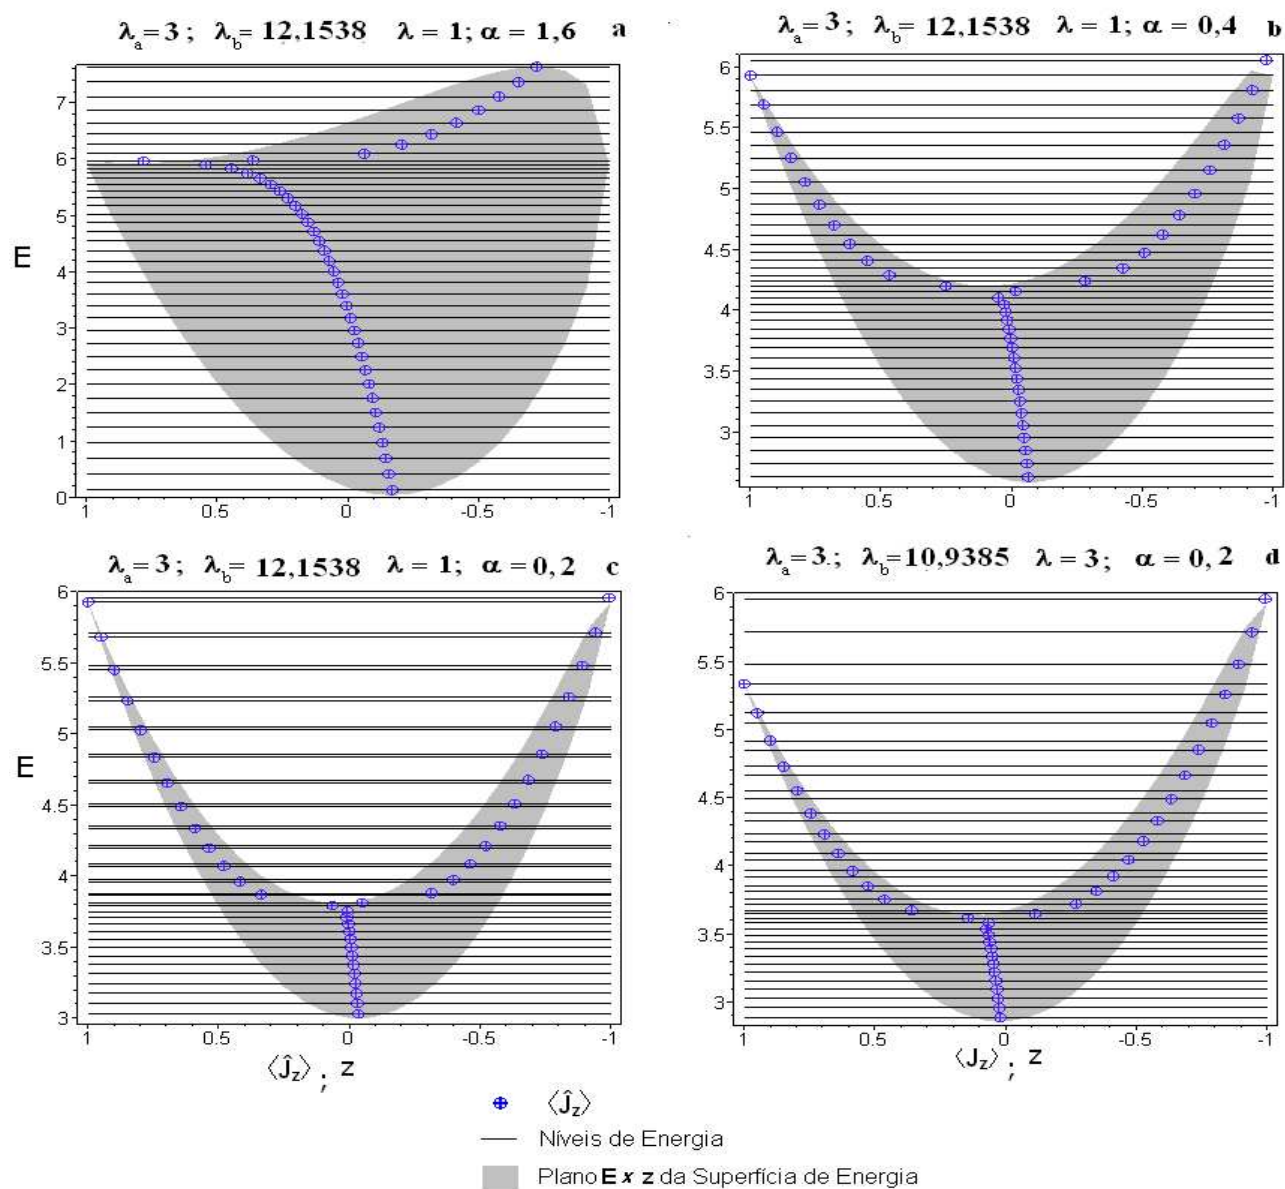 λa=3 ; λb= 12,1538 λ = 1; α = 1,6 a
λa=3 ; λb= 12,1538 λ = 1; α = 0,4 b
7
6
5
4
3
2
1
0
E
1 0.5 0 -0.5 -1
6
5.5
5
4.5
4
3.5
3
1 0.5 0 -0.5 -1
λa=3 ; λb= 12,1538 λ = 1; α = 0,2 c
λa=3.; λb=10,9385 λ = 3; α = 0,2 d
6
5.5
5
4.5
4
3.5
3
E
1 0.5 0 -0.5 -1
⟨Ĵz⟩ ; z
6
5.5
5
4.5
4
3.5
3
1 0.5 0 -0.5 -1
⟨Jz⟩ ; z
⟨Ĵz⟩
Níveis de Energia
Plano E x z da Superfícia de Energia